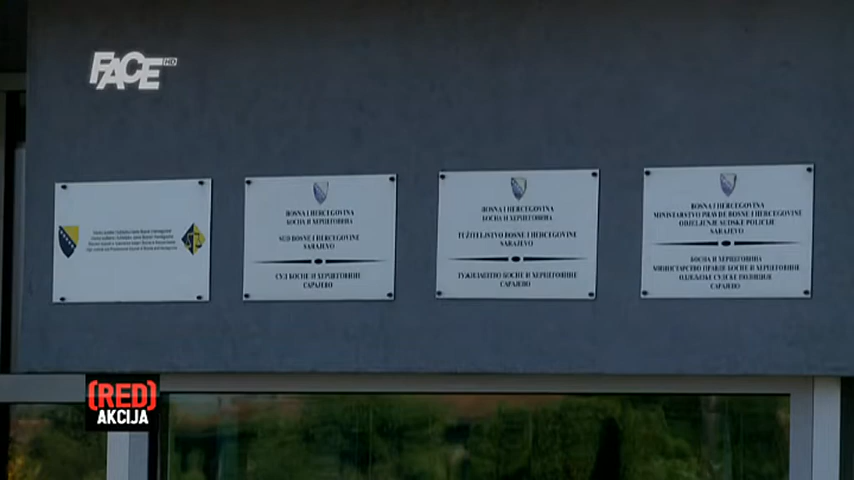 FACE HD
BOSNA I HERCEGOVINA
БОСНА И ХЕРЦЕГОВИНА
SUD BOSNE I HERCEGOVINE
SARAJEVO
СУД БОСНЕ И ХЕРЦЕГОВИНЕ
САРАЈЕВО
BOSNA I HERCEGOVINA
БОСНА И ХЕРЦЕГОВИНА
TUŽITELJSTVO BOSNE I HERCEGOVINE
SARAJEVO
ТУЖИЛАШТВО БОСНЕ И ХЕРЦЕГОВИНЕ
САРАЈЕВО
BOSNA I HERCEGOVINA
MINISTARSTVO PRAVDE BOSNE I HERCEGOVINE
ODJELJENJE SUDSKE POLICIJE
SARAJEVO
БОСНА И ХЕРЦЕГОВИНА
МИНИСТАРСТВО ПРАВДЕ БОСНЕ И ХЕРЦЕГОВИНЕ
ОДЈЕЉЕЊЕ СУДСКЕ ПОЛИЦИЈЕ
САРАЈЕВО
(RED)
AKCIJA